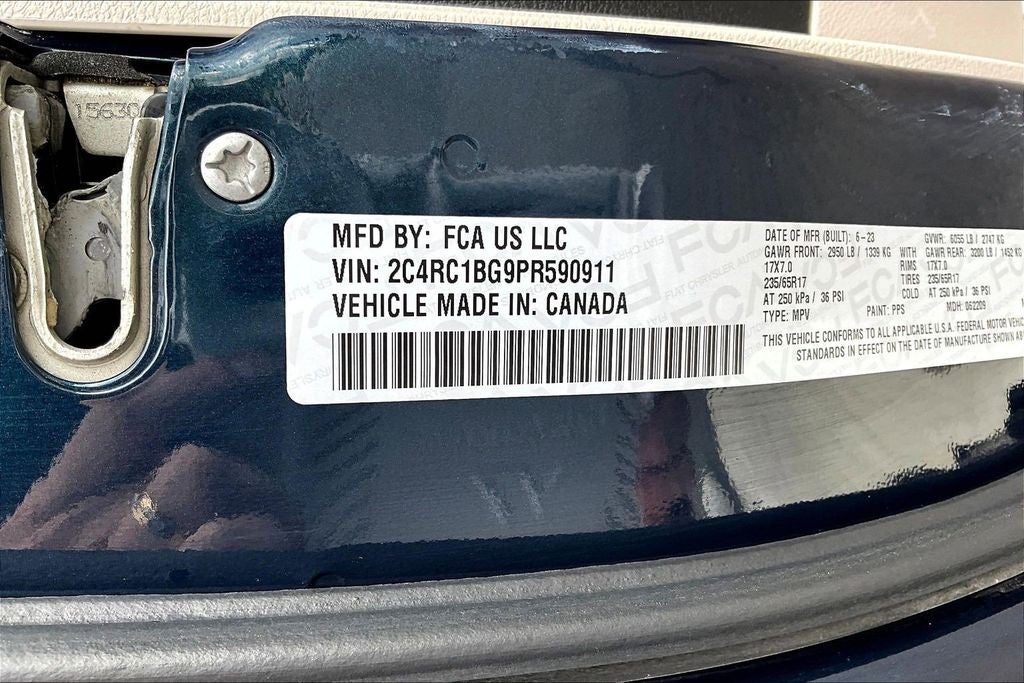 15630
MFD BY: FCA US LLC
VIN: 2C4RC1BG9PR590911
VEHICLE MADE IN: CANADA
DATE OF MFR (BUILT): 6-23 GVWR: 6055 LB / 2747 KG
GAWR FRONT: 2950 LB / 1339 KG WITH GAWR REAR: 3200 LB / 1452 KG
17X7.0 TIRES 17X7.0
235/65R17 235/65R17
AT 250 kPa / 36 PSI COLD AT 250 kPa / 36 PSI
TYPE: MPV PAINT: PPS MDH: 062209
THIS VEHICLE CONFORMS TO ALL APPLICABLE U.S.A. FEDERAL MOTOR
STANDARDS IN EFFECT ON THE DATE OF MANUFACTURE SHOWN